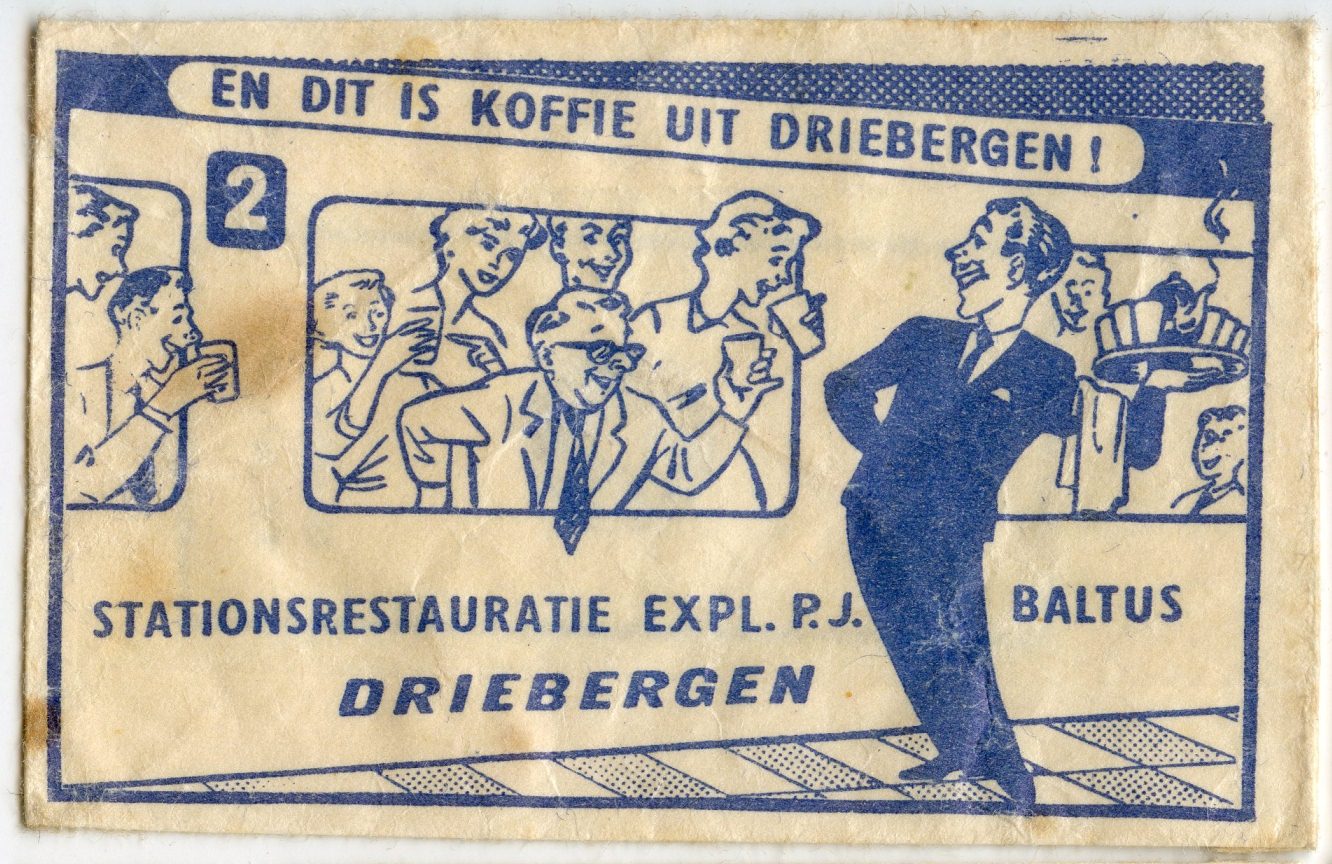 EN DIT IS KOFFIE UIT DRIEBERGEN!
2
STATIONSRESTAURATIE EXPL. P.J. BALTUS
DRIEBERGEN